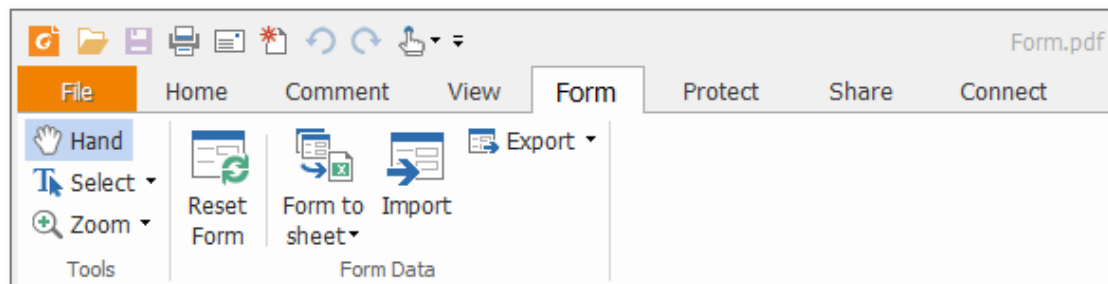 Form.pdf
File Home Comment View Form Protect Share Connect
Hand
Select
Zoom
Tools
Reset
Form
Form to
sheet
Import
Export
Form Data